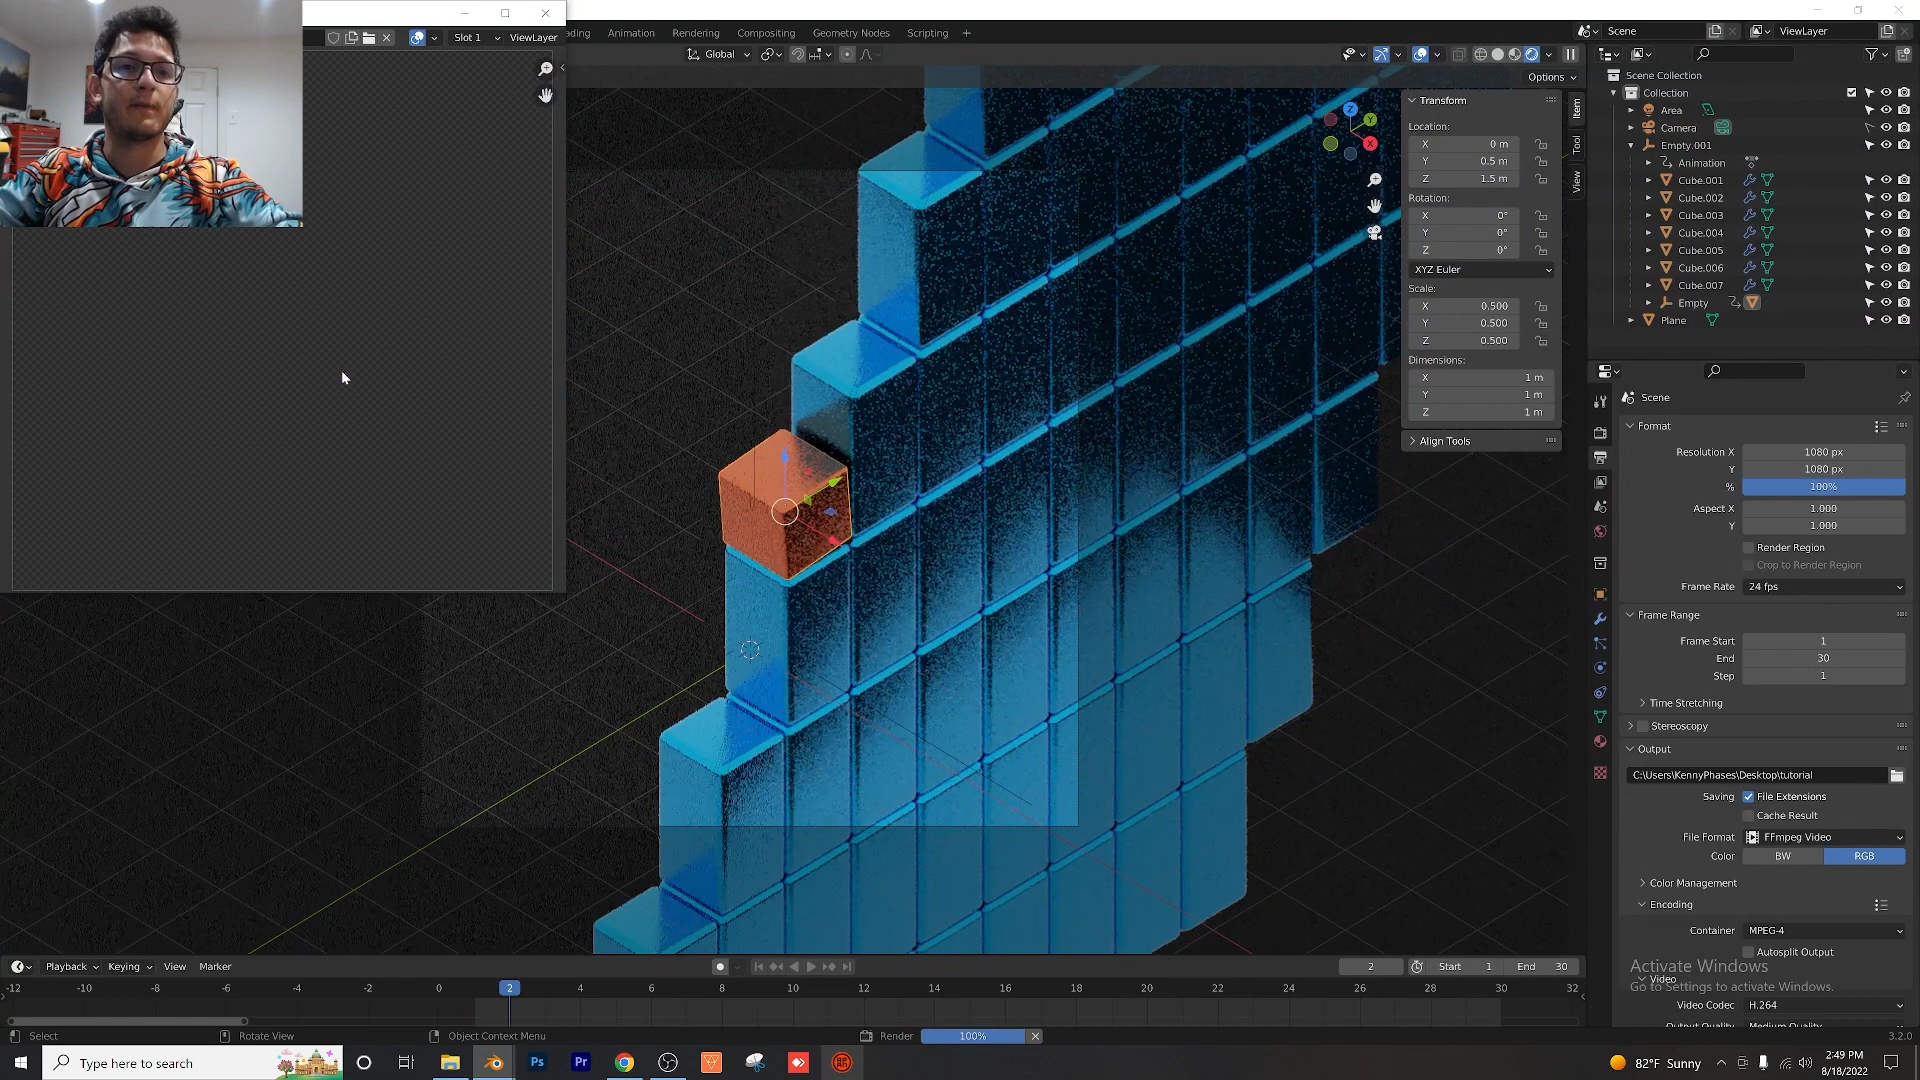 Slot 1
ViewLayer
ading
Animation
Rendering
Compositing
Geometry Nodes
Scripting
+
Scene
ViewLayer
Global
Options
Transform
Location:
X 0 m
Y 0.5 m
Z 1.5 m
Rotation:
X 0°
Y 0°
Z 0°
XYZ Euler
Scale:
X 0.500
Y 0.500
Z 0.500
Dimensions:
X 1 m
Y 1 m
Z 1 m
Align Tools
Item
Tool
View
Z
Y
X
Scene Collection
Collection
Area
Camera
Empty.001
Animation
Cube.001
Cube.002
Cube.003
Cube.004
Cube.005
Cube.006
Cube.007
Empty
Plane
Scene
Format
Resolution X 1080 px
Y 1080 px
% 100%
Aspect X 1.000
Y 1.000
Render Region
Crop to Render Region
Frame Rate 24 fps
Frame Range
Frame Start 1
End 30
Step 1
Time Stretching
Stereoscopy
Output
C:\Users\KennyPhases\Desktop\tutorial
Saving File Extensions
Cache Result
File Format FFmpeg Video
Color BW RGB
Color Management
Encoding
Container MPEG-4
Autosplit Output
Activate Windows
Video
Go to Settings to activate Windows.
Video Codec H.264
Output Quality Medium Quality
Playback
Keying
View
Marker
2
Start 1
End 30
-12 -10 -8 -6 -4 -2 0 2 4 6 8 10 12 14 16 18 20 22 24 26 28 30 32
Select
Rotate View
Object Context Menu
Render 100%
3.2.0
Type here to search
Ps
Pr
82°F Sunny
2:49 PM
8/18/2022